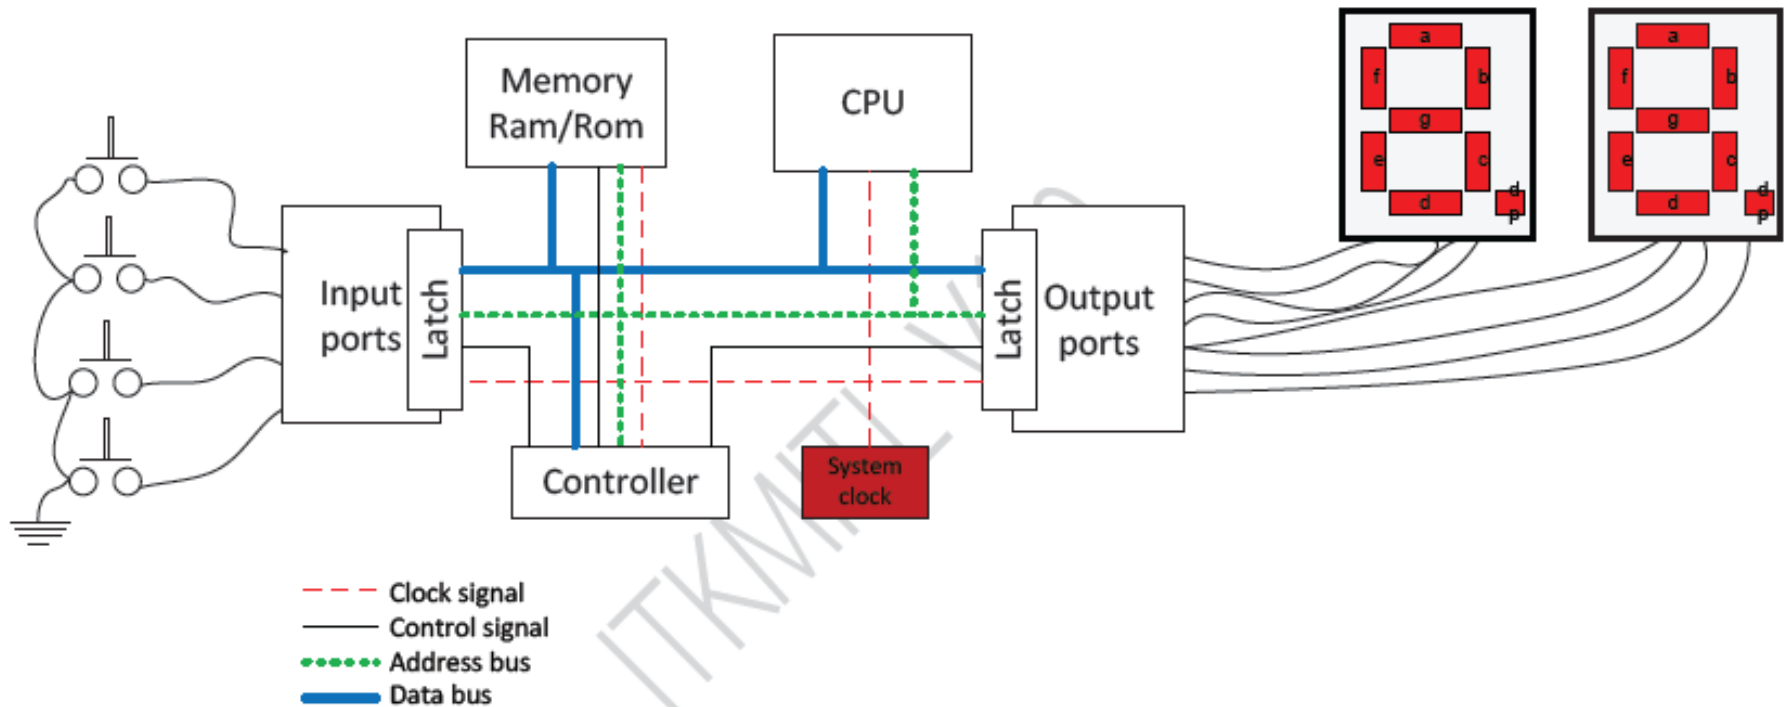 Memory
Ram/Rom
CPU
a
f
b
g
e
c
d
dp
a
f
b
g
e
c
d
dp
Input
ports
Latch
Latch
Output
ports
Controller
System
clock
Clock signal
Control signal
Address bus
Data bus